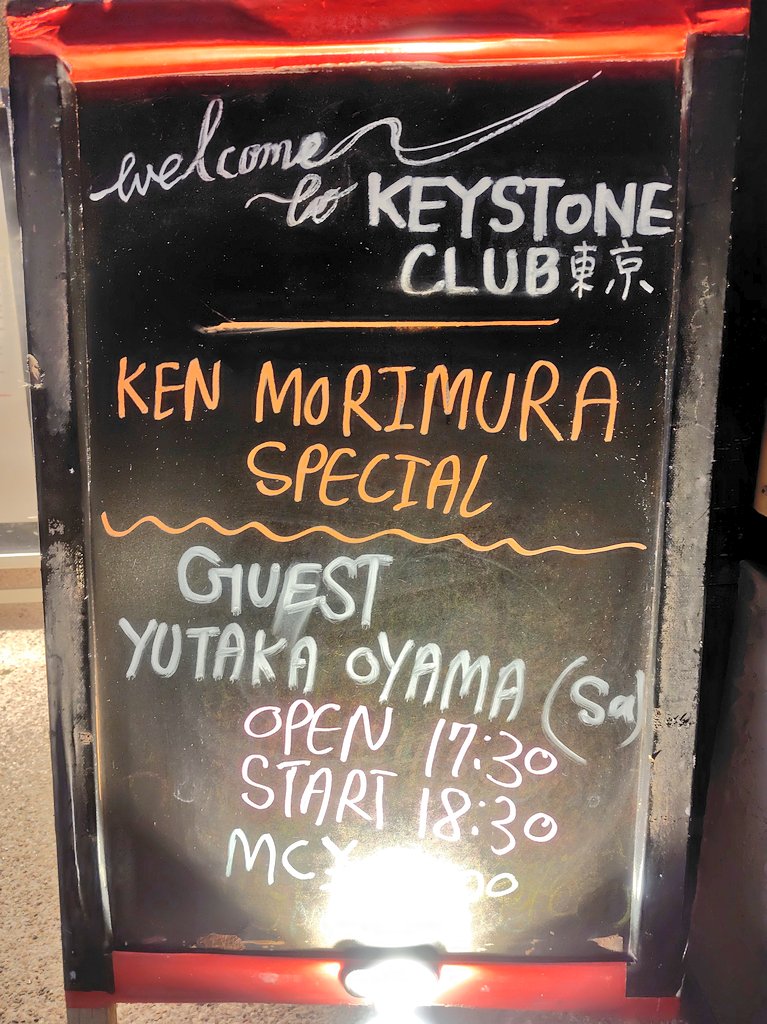 welcome
to KEYSTONE
CLUB東京
KEN MORIMURA
SPECIAL
GUEST
YUTAKA OYAMA (Sa)
OPEN 17:30
START 18:30
MC